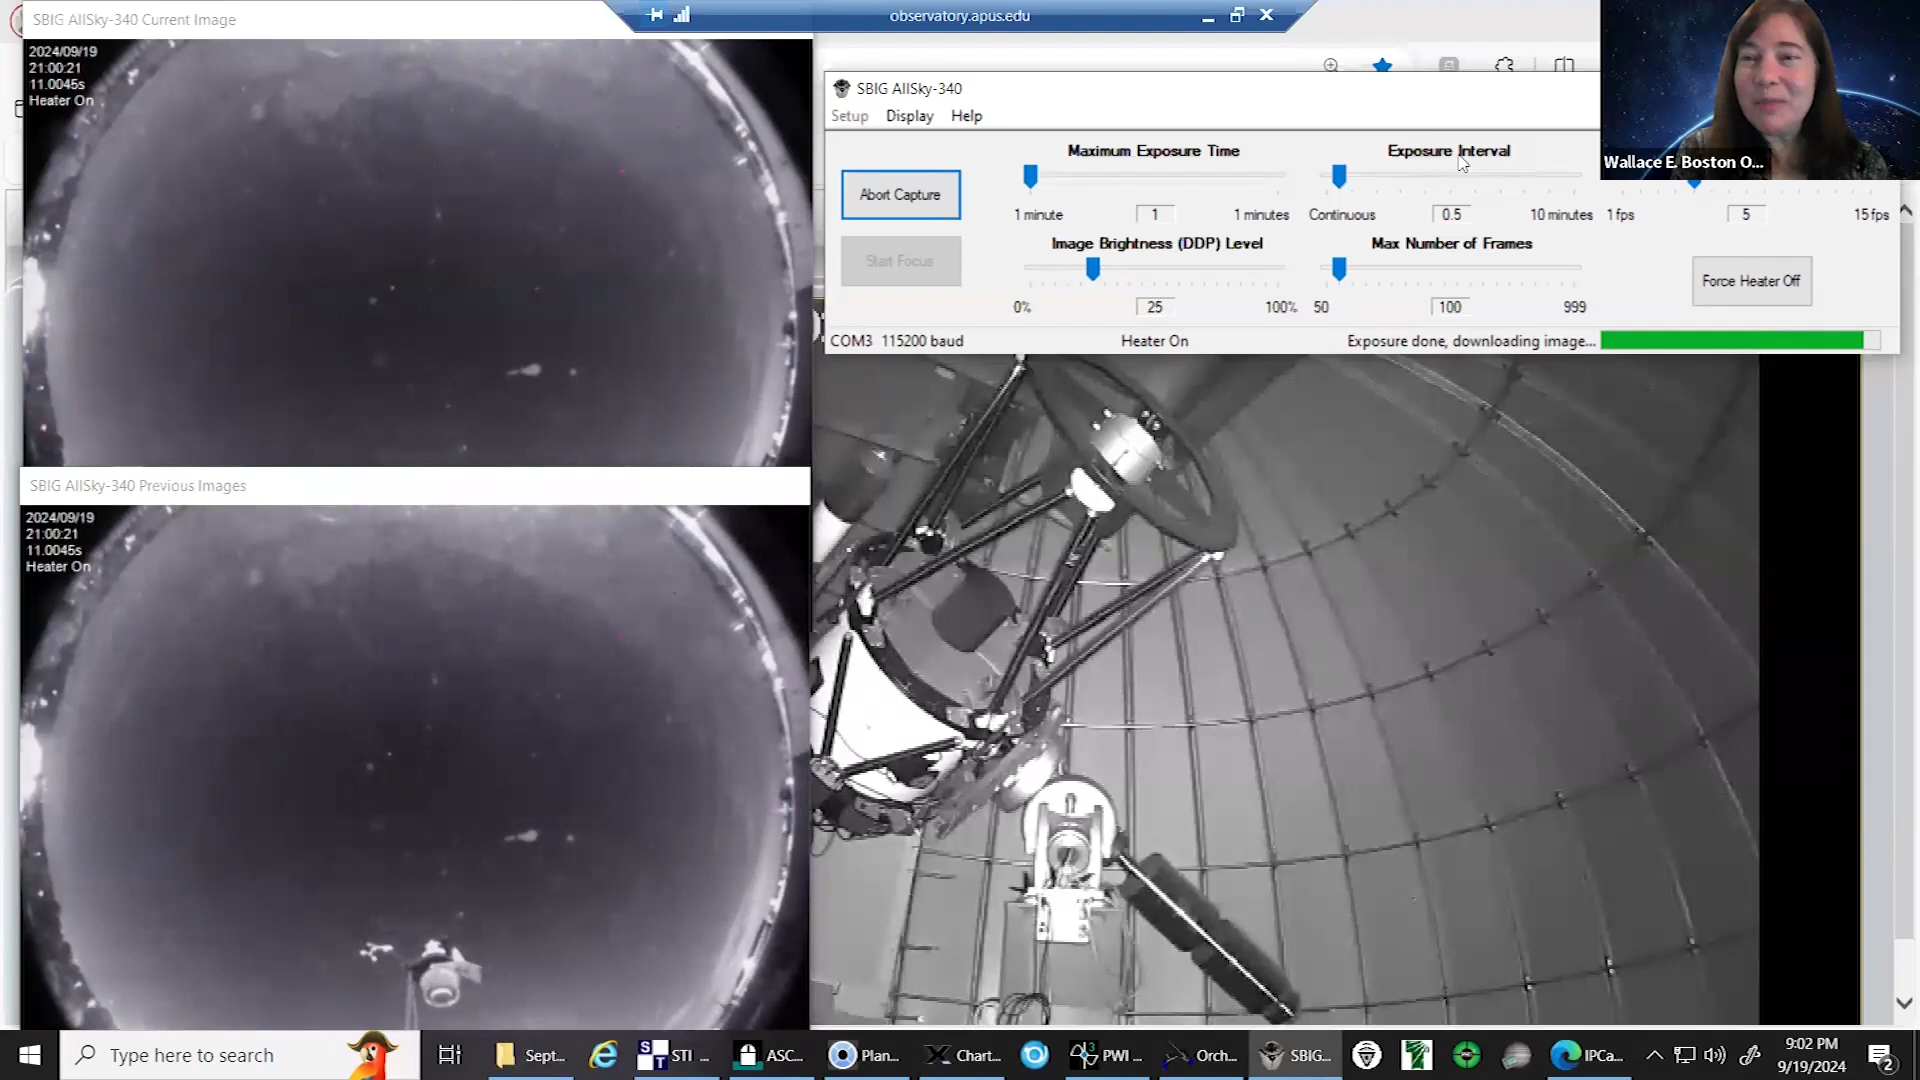 SBIG AllSky-340 Current Image
observatory.apus.edu
2024/09/19
21:00:21
11.0045s
Heater On
SBIG AllSky-340
Setup Display Help
Maximum Exposure Time
Exposure Interval
Wallace E. Boston O...
Abort Capture
1 minute 1 1 minutes
Continuous 0.5 10 minutes
1 fps 5 15 fps
Image Brightness (DDP) Level
Max Number of Frames
Start Focus
Force Heater Off
0% 25 100%
50 100 999
COM3 115200 baud
Heater On
Exposure done, downloading image...
SBIG AllSky-340 Previous Images
2024/09/19
21:00:21
11.0045s
Heater On
Type here to search
Sept...
STI ...
ASC...
Plan...
Chart...
PWI ...
Orch...
SBIG...
IPCa...
9:02 PM
9/19/2024
2